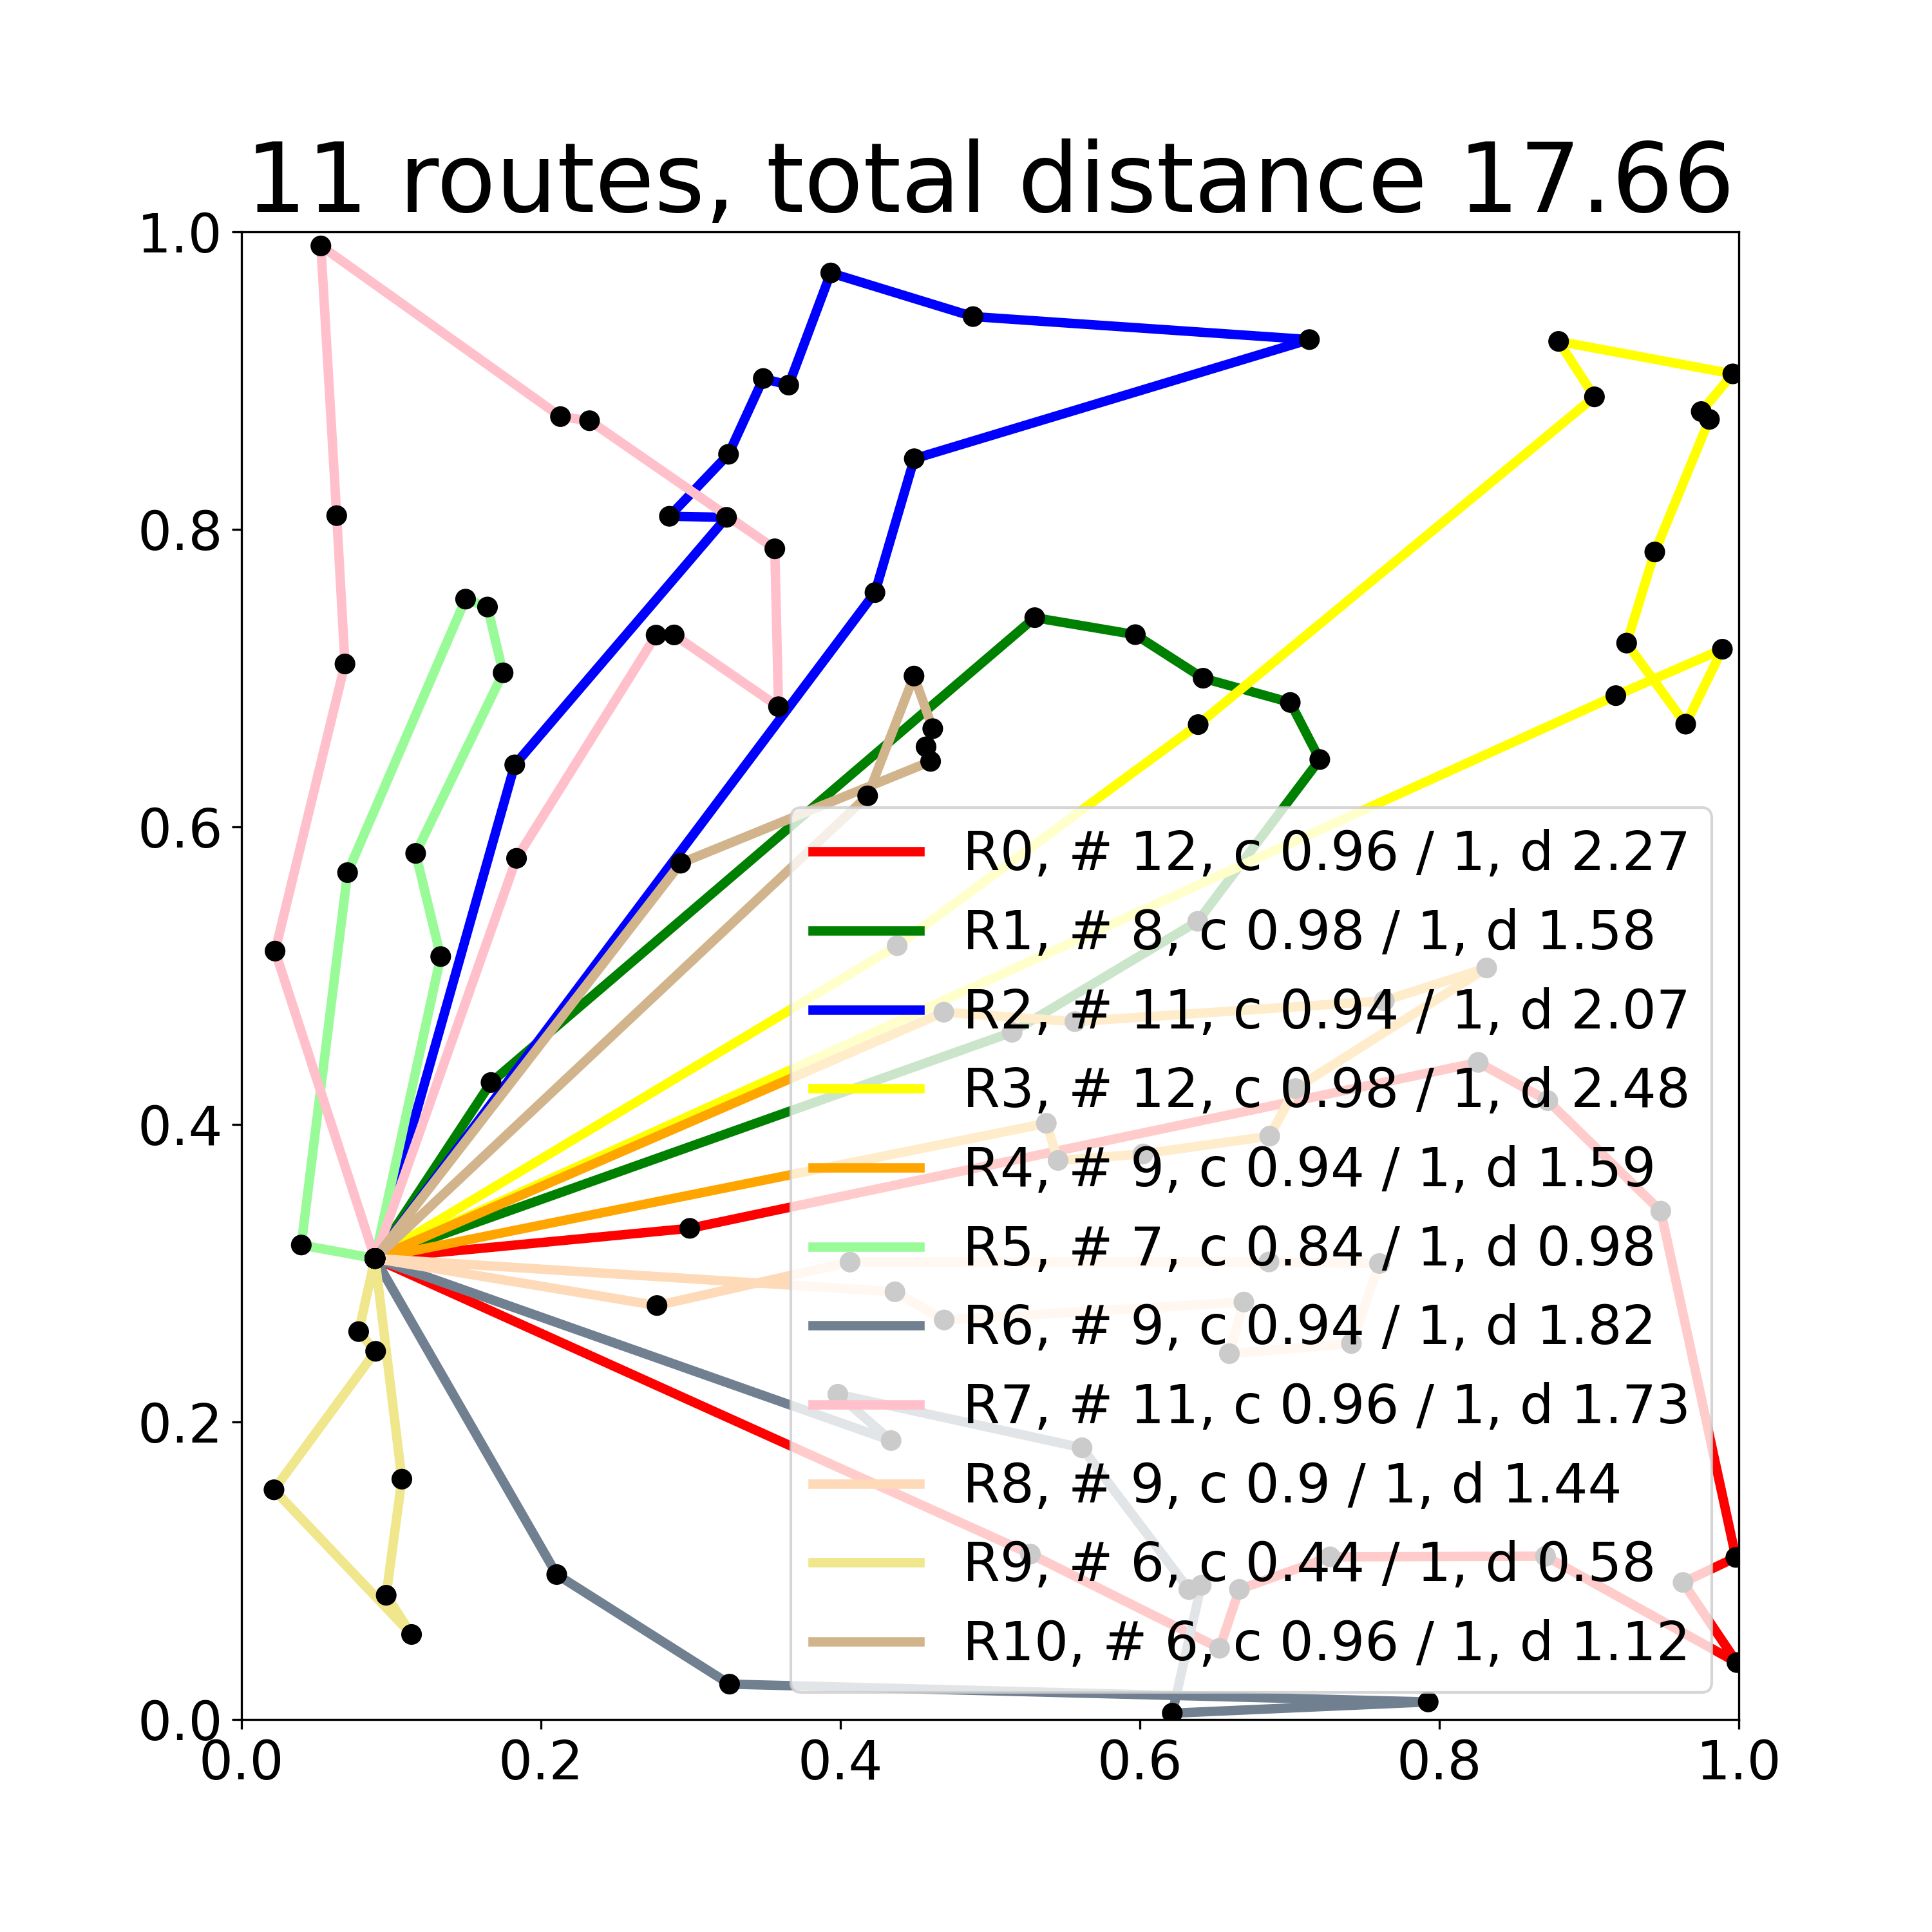 11 routes, total distance 17.66
1.0
0.8
0.6
0.4
0.2
0.0
0.0 0.2 0.4 0.6 0.8 1.0
R0, # 12, c 0.96 / 1, d 2.27
R1, # 8, c 0.98 / 1, d 1.58
R2, # 11, c 0.94 / 1, d 2.07
R3, # 12, c 0.98 / 1, d 2.48
R4, # 9, c 0.94 / 1, d 1.59
R5, # 7, c 0.84 / 1, d 0.98
R6, # 9, c 0.94 / 1, d 1.82
R7, # 11, c 0.96 / 1, d 1.73
R8, # 9, c 0.9 / 1, d 1.44
R9, # 6, c 0.44 / 1, d 0.58
R10, # 6, c 0.96 / 1, d 1.12